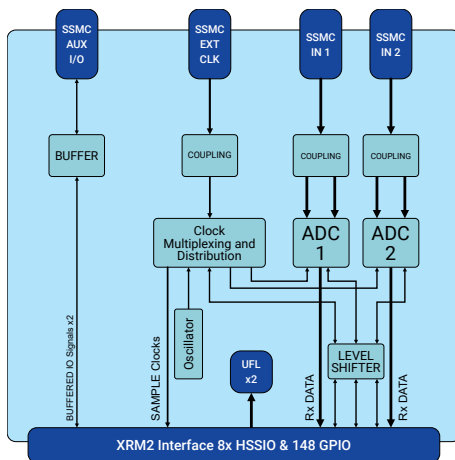 SSMC
AUX
I/O
SSMC
EXT
CLK
SSMC
IN 1
SSMC
IN 2
BUFFER
COUPLING
COUPLING
COUPLING
Clock
Multiplexing and
Distribution
ADC
1
ADC
2
BUFFERED IO Signals x2
SAMPLE Clocks
Oscillator
UFL
x2
Rx DATA
LEVEL
SHIFTER
Rx DATA
XRM2 Interface 8x HSSIO & 148 GPIO